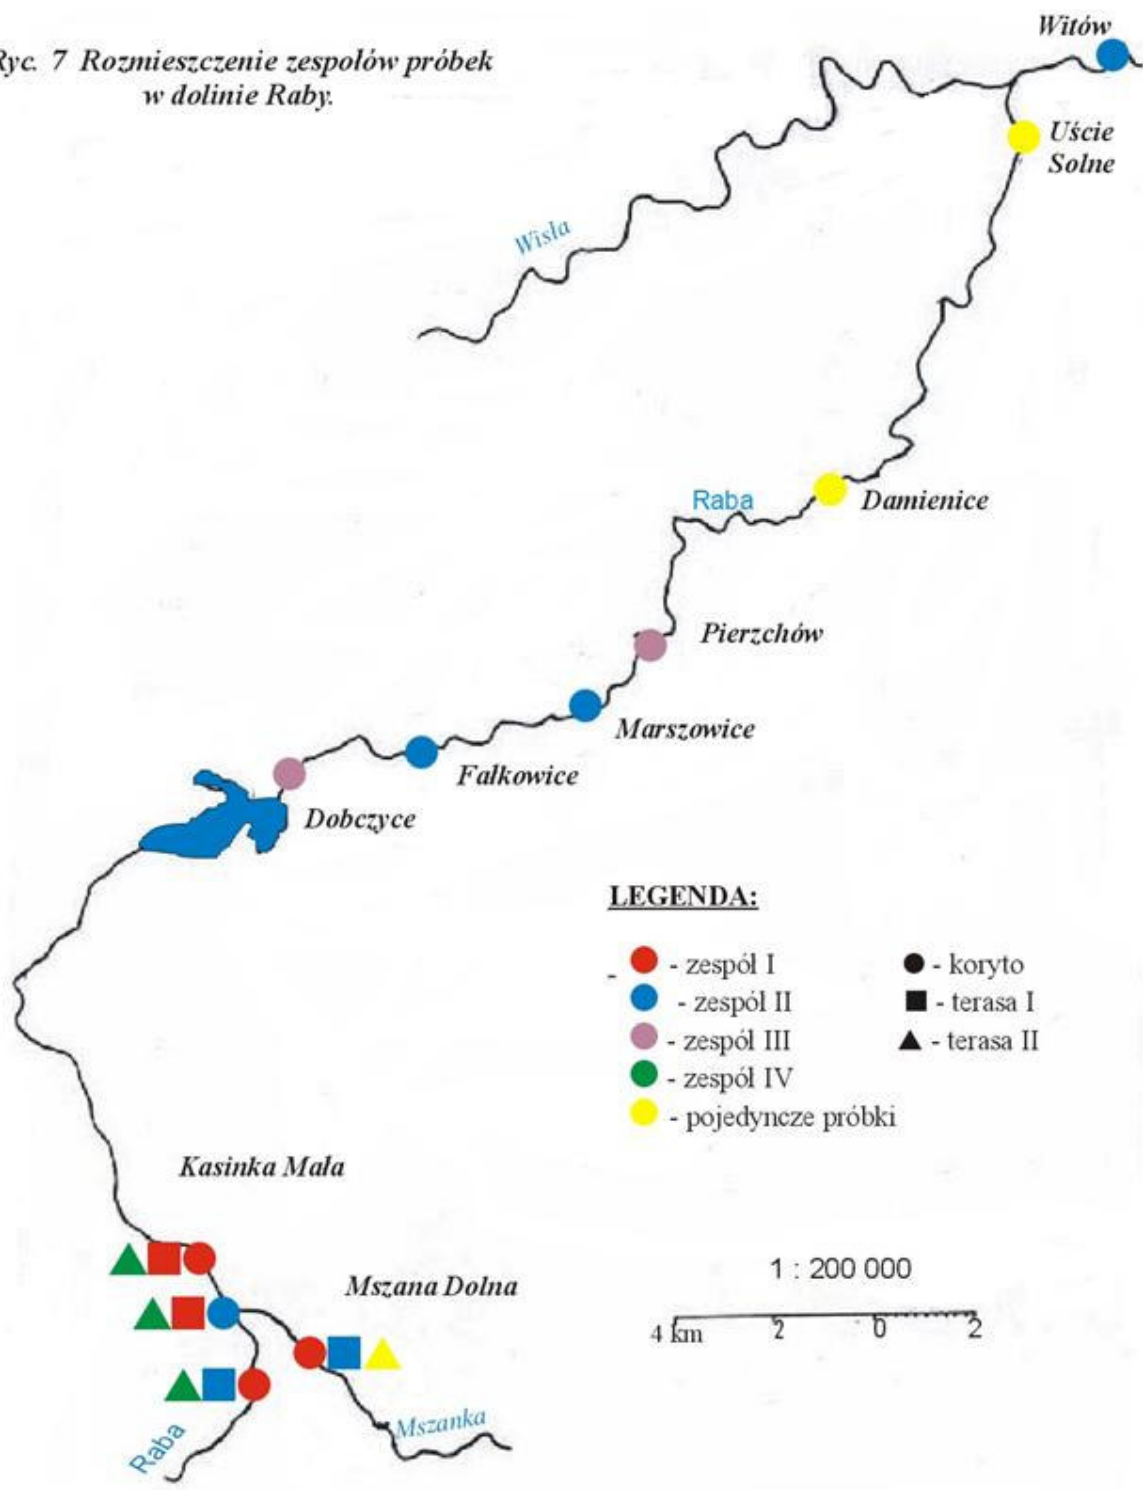 Ryc. 7 Rozmieszczenie zespołów próbek
w dolinie Raby.
Witów
Uście
Solne
Wisła
Raba
Damienice
Pierzchów
Marszowice
Fałkowice
Dobczyce
LEGENDA:
- - zespół I
- zespół II
- zespół III
- zespół IV
- pojedyncze próbki
- koryto
- terasa I
- terasa II
Kasinka Mała
Mszana Dolna
1 : 200 000
4 km 2 0 2
Mszanka
Raba